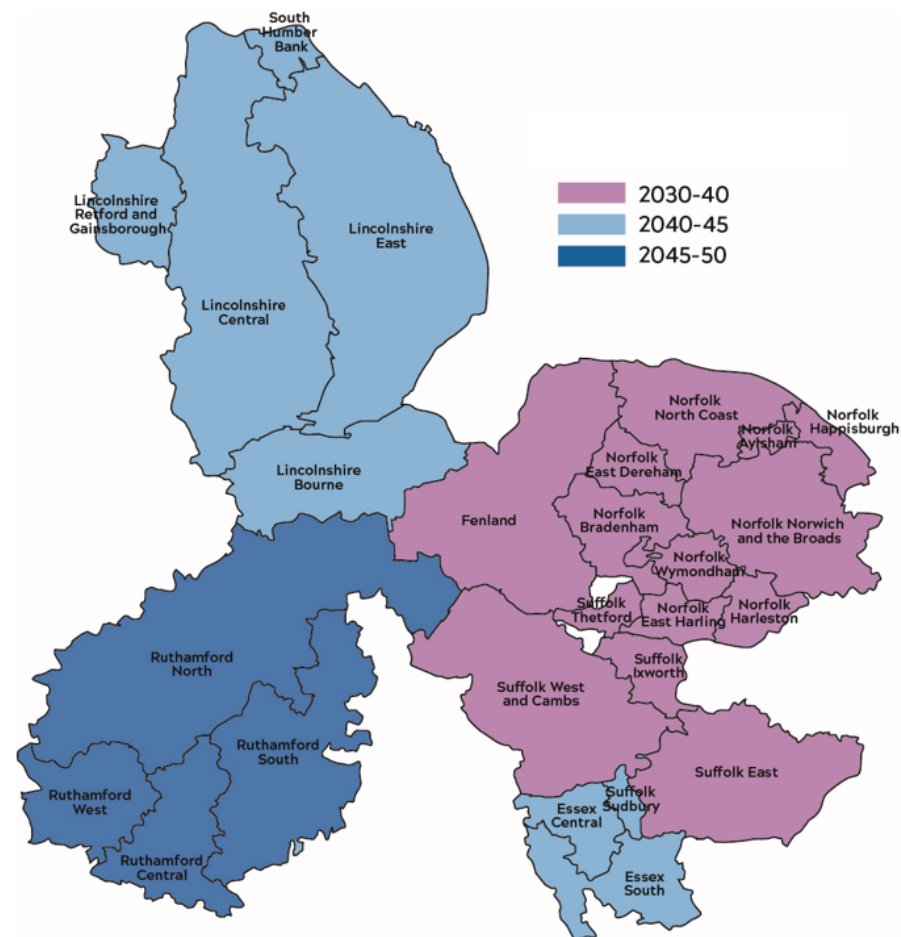 South
Humber
Bank
2030-40
2040-45
2045-50
Lincolnshire
Retford and
Gainsborough
Lincolnshire
East
Lincolnshire
Central
Lincolnshire
Bourne
Norfolk
North Coast
Norfolk
Happisburgh
Norfolk
Aylsham
Norfolk
East Dereham
Fenland
Norfolk
Bradenham
Norfolk Norwich
and the Broads
Norfolk
Wymondham
Suffolk
Thetford
Norfolk
East Harling
Norfolk
Harleston
Ruthamford
North
Suffolk
Ixworth
Suffolk West
and Cambs
Ruthamford
South
Suffolk East
Ruthamford
West
Suffolk
Sudbury
Essex
Central
Ruthamford
Central
Essex
South